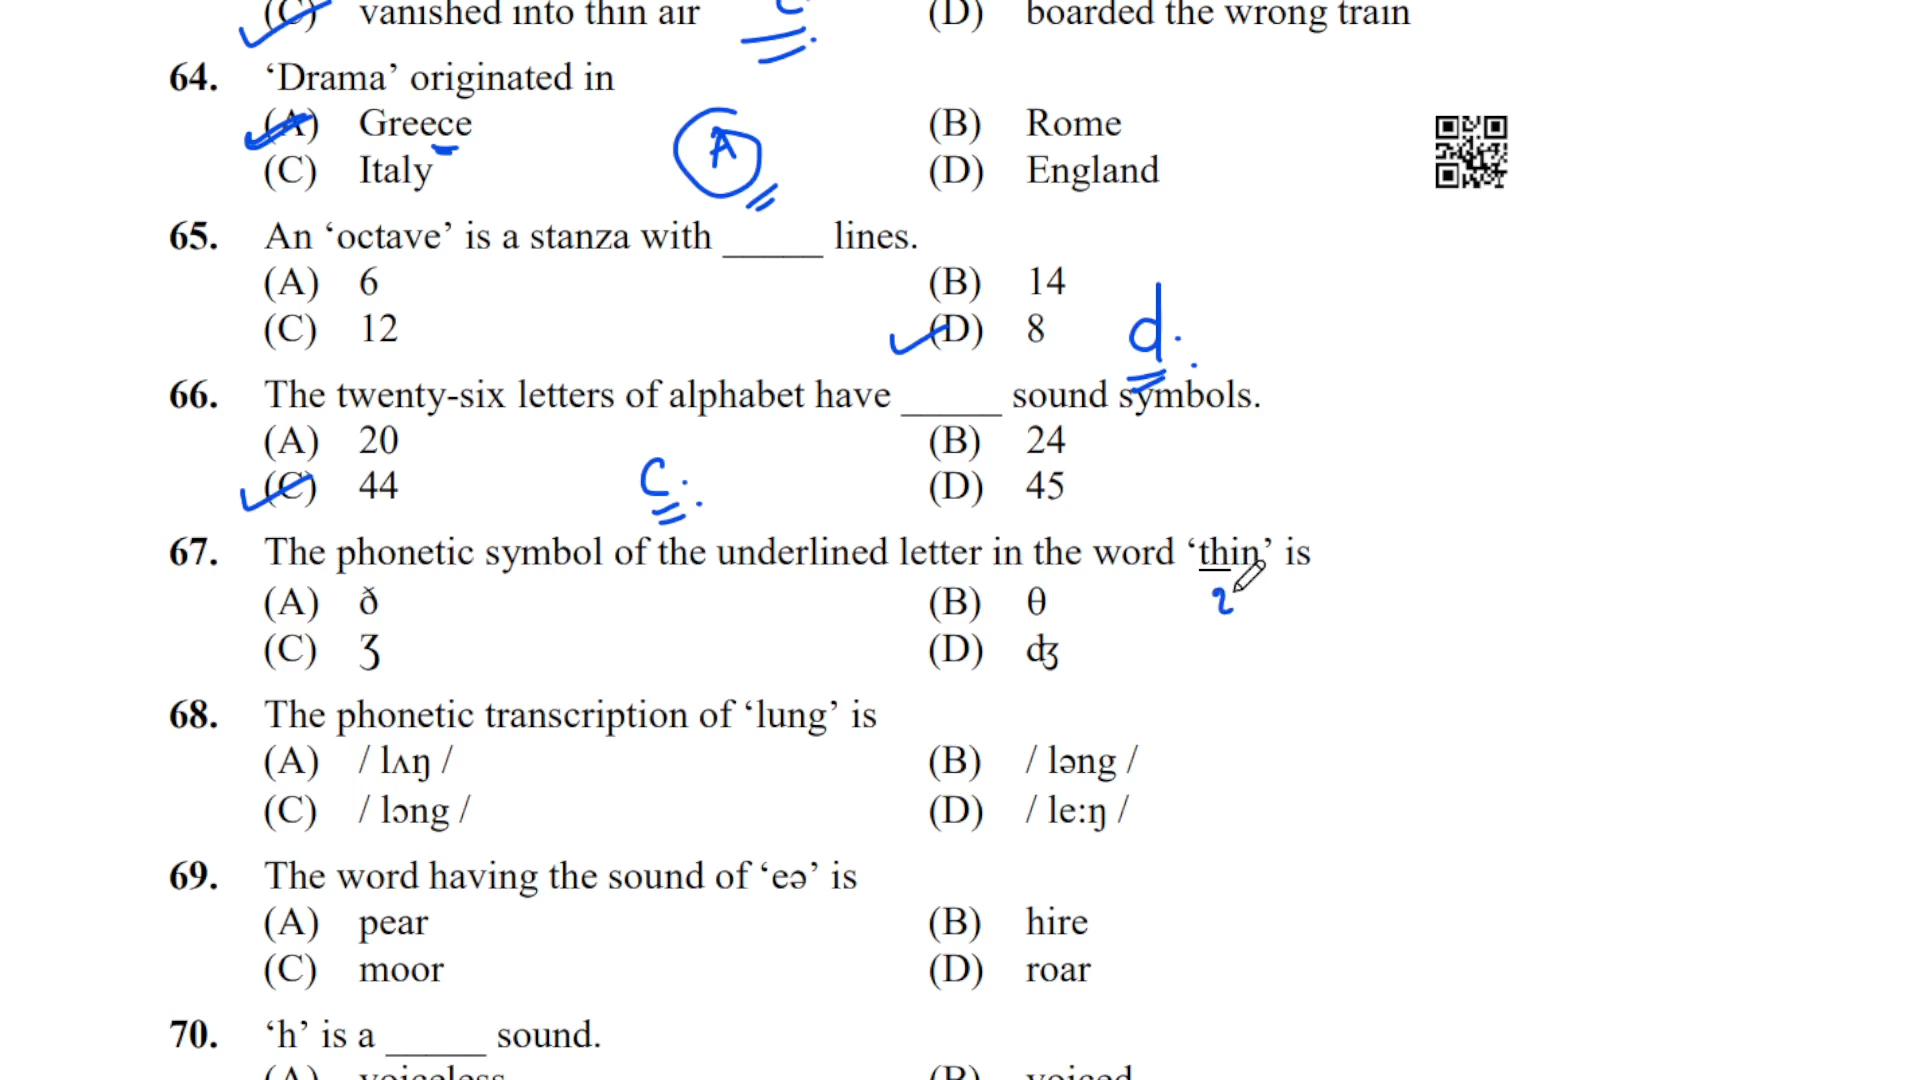 (C) vanished into thin air C. (D) boarded the wrong train
64. ‘Drama’ originated in
(A) Greece A (B) Rome
(C) Italy (D) England
65. An ‘octave’ is a stanza with _____ lines.
(A) 6 (B) 14
(C) 12 (D) 8 d.
66. The twenty-six letters of alphabet have _____ sound symbols.
(A) 20 (B) 24
(C) 44 C. (D) 45
67. The phonetic symbol of the underlined letter in the word ‘thin’ is
(A) ð (B) θ
(C) ʒ (D) ʤ
68. The phonetic transcription of ‘lung’ is
(A) / lʌŋ / (B) / ləng /
(C) / lɔng / (D) / le:ŋ /
69. The word having the sound of ‘eə’ is
(A) pear (B) hire
(C) moor (D) roar
70. ‘h’ is a _____ sound.
(A) voiceless (B) voiced